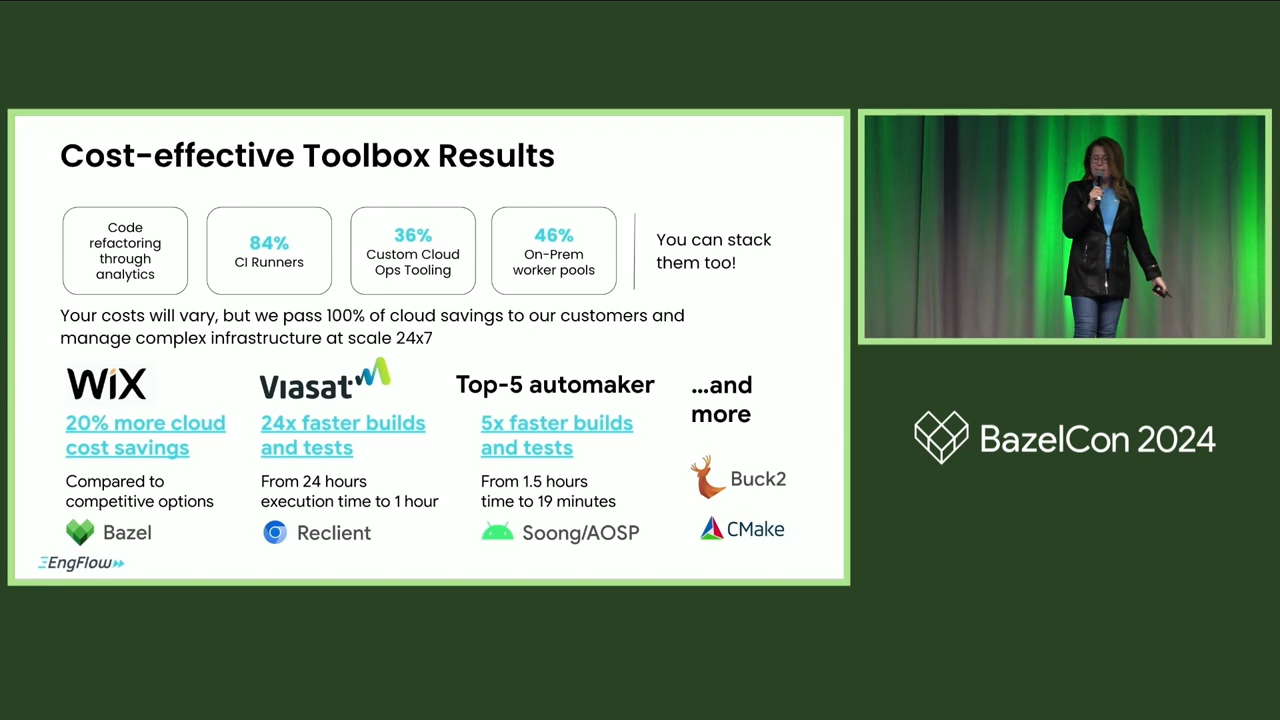 Cost-effective Toolbox Results
Code
refactoring
through
analytics
84%
CI Runners
36%
Custom Cloud
Ops Tooling
46%
On-Prem
worker pools
You can stack
them too!
Your costs will vary, but we pass 100% of cloud savings to our customers and
manage complex infrastructure at scale 24x7
WiX
20% more cloud
cost savings
Compared to
competitive options
Bazel
Viasat
24x faster builds
and tests
From 24 hours
execution time to 1 hour
Reclient
Top-5 automaker
5x faster builds
and tests
From 1.5 hours
time to 19 minutes
Soong/AOSP
...and
more
Buck2
CMake
EngFlow
BazelCon 2024